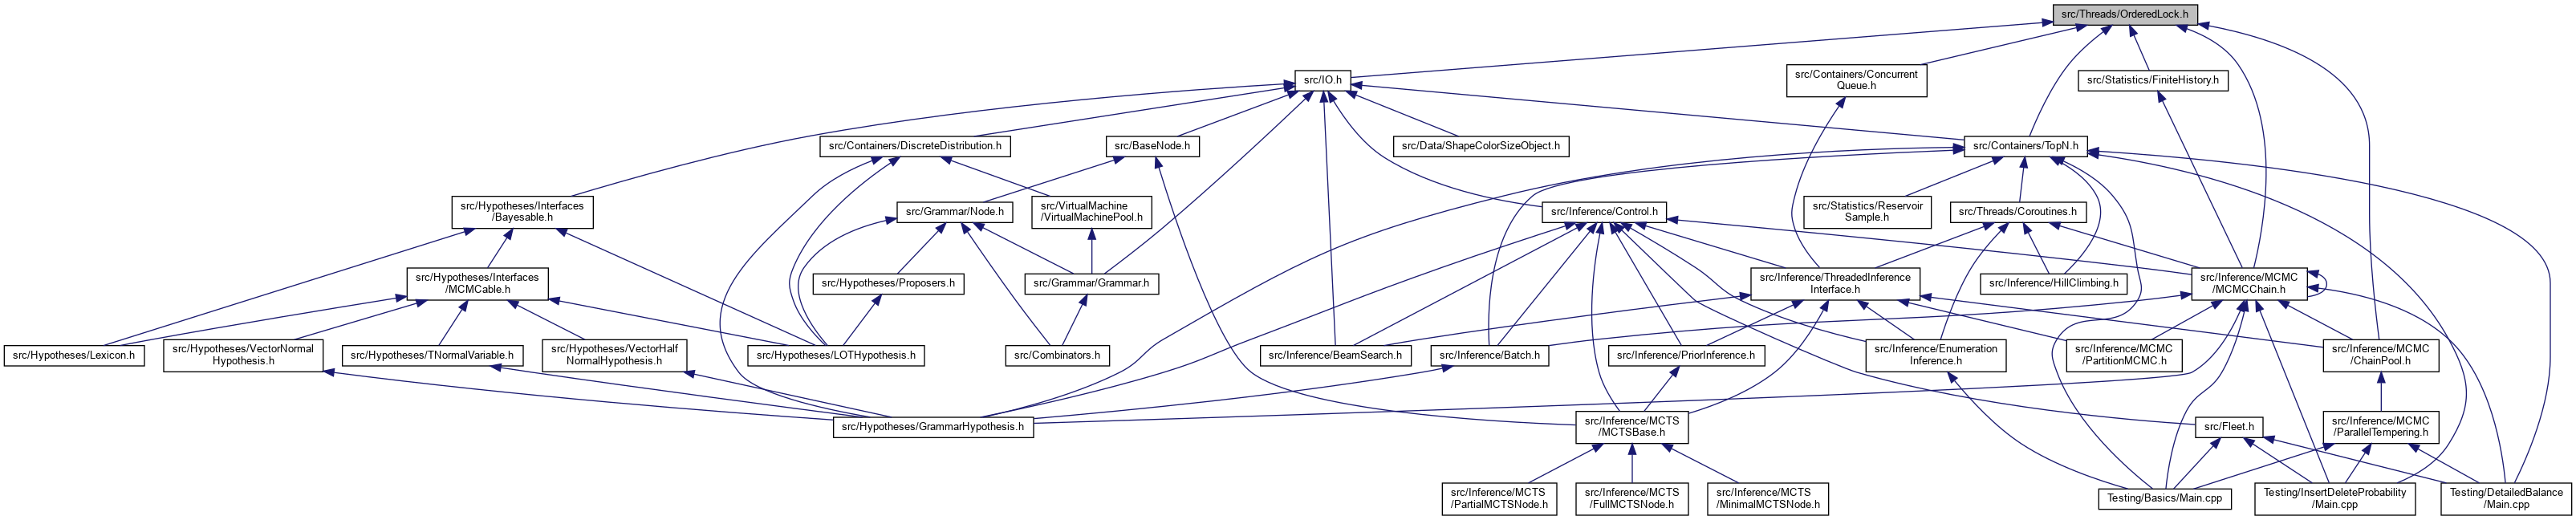 src/Threads/OrderedLock.h
src/IO.h
src/Containers/Concurrent
Queue.h
src/Statistics/FiniteHistory.h
src/Containers/DiscreteDistribution.h
src/BaseNode.h
src/Data/ShapeColorSizeObject.h
src/Containers/TopN.h
src/Hypotheses/Interfaces
/Bayesable.h
src/Grammar/Node.h
src/VirtualMachine
/VirtualMachinePool.h
src/Inference/Control.h
src/Statistics/Reservoir
Sample.h
src/Threads/Coroutines.h
src/Hypotheses/Interfaces
/MCMCable.h
src/Hypotheses/Proposers.h
src/Grammar/Grammar.h
src/Inference/ThreadedInference
Interface.h
src/Inference/HillClimbing.h
src/Inference/MCMC
/MCMCChain.h
src/Hypotheses/Lexicon.h
src/Hypotheses/VectorNormal
Hypothesis.h
src/Hypotheses/TNormalVariable.h
src/Hypotheses/VectorHalf
NormalHypothesis.h
src/Hypotheses/LOTHypothesis.h
src/Combinators.h
src/Inference/BeamSearch.h
src/Inference/Batch.h
src/Inference/PriorInference.h
src/Inference/Enumeration
Inference.h
src/Inference/MCMC
/PartitionMCMC.h
src/Inference/MCMC
/ChainPool.h
src/Hypotheses/GrammarHypothesis.h
src/Inference/MCTS
/MCTSBase.h
src/Fleet.h
src/Inference/MCMC
/ParallelTempering.h
src/Inference/MCTS
/PartialMCTSNode.h
src/Inference/MCTS
/FullMCTSNode.h
src/Inference/MCTS
/MinimalMCTSNode.h
Testing/Basics/Main.cpp
Testing/InsertDeleteProbability
/Main.cpp
Testing/DetailedBalance
/Main.cpp